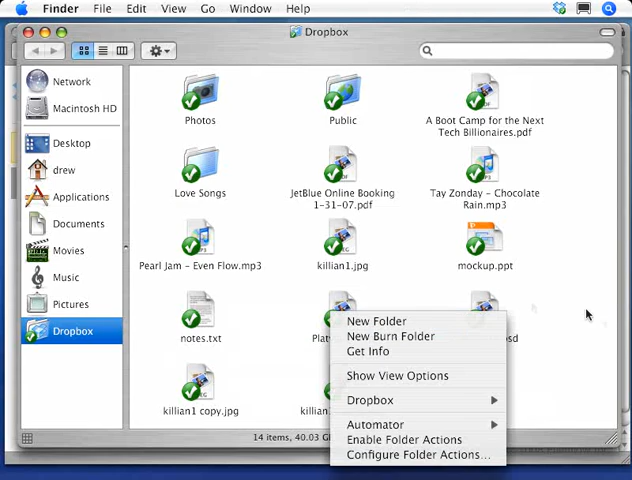 Finder File Edit View Go Window Help
Dropbox
Network
Macintosh HD
Desktop
drew
Applications
Documents
Movies
Music
Pictures
Dropbox
Photos
Public
A Boot Camp for the Next
Tech Billionaires.pdf
Love Songs
JetBlue Online Booking
1-31-07.pdf
Tay Zonday - Chocolate
Rain.mp3
Pearl Jam - Even Flow.mp3
killian1.jpg
mockup.ppt
notes.txt
killian1 copy.jpg
New Folder
New Burn Folder
Get Info
Show View Options
Dropbox
Automator
Enable Folder Actions
Configure Folder Actions...
14 items, 40.03